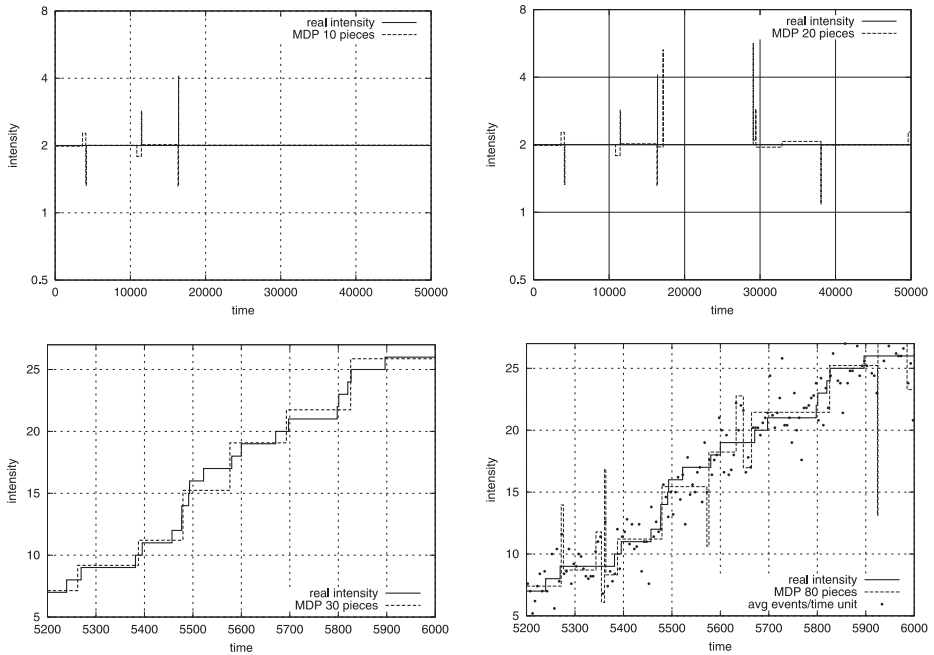 real intensity
MDP 10 pieces
8
4
2
1
0.5
intensity
0 10000 20000 30000 40000 50000
time
real intensity
MDP 20 pieces
8
4
2
1
0.5
intensity
0 10000 20000 30000 40000 50000
time
25
20
15
10
5
intensity
real intensity
MDP 30 pieces
5200 5300 5400 5500 5600 5700 5800 5900 6000
time
25
20
15
10
5
intensity
real intensity
MDP 80 pieces
avg events/time unit
5200 5300 5400 5500 5600 5700 5800 5900 6000
time